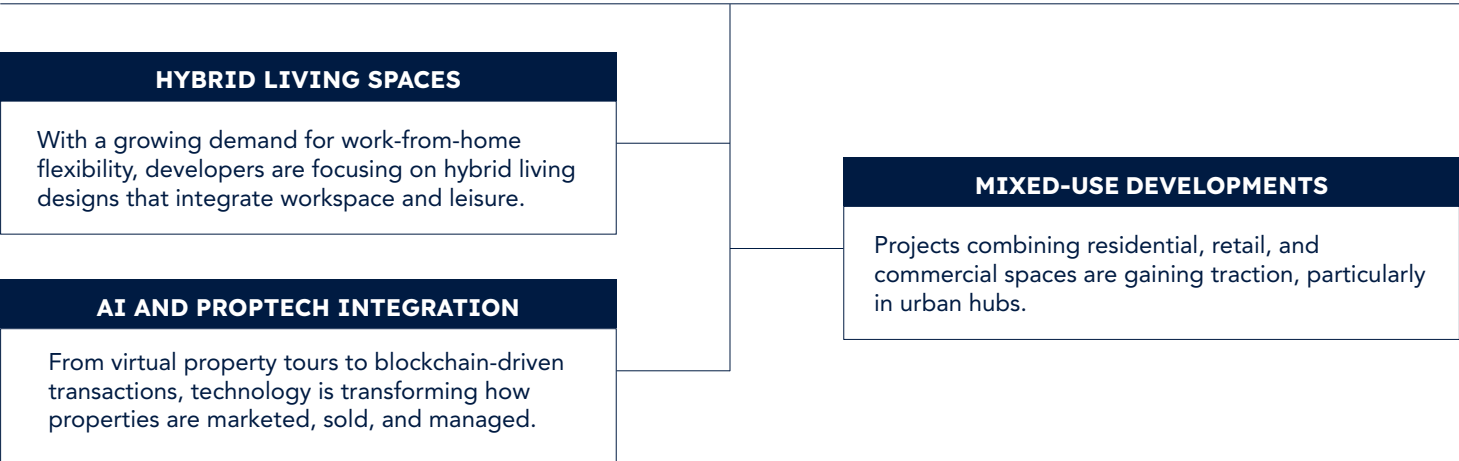 HYBRID LIVING SPACES
With a growing demand for work-from-home
flexibility, developers are focusing on hybrid living
designs that integrate workspace and leisure.
MIXED-USE DEVELOPMENTS
Projects combining residential, retail, and
commercial spaces are gaining traction, particularly
in urban hubs.
AI AND PROPTECH INTEGRATION
From virtual property tours to blockchain-driven
transactions, technology is transforming how
properties are marketed, sold, and managed.